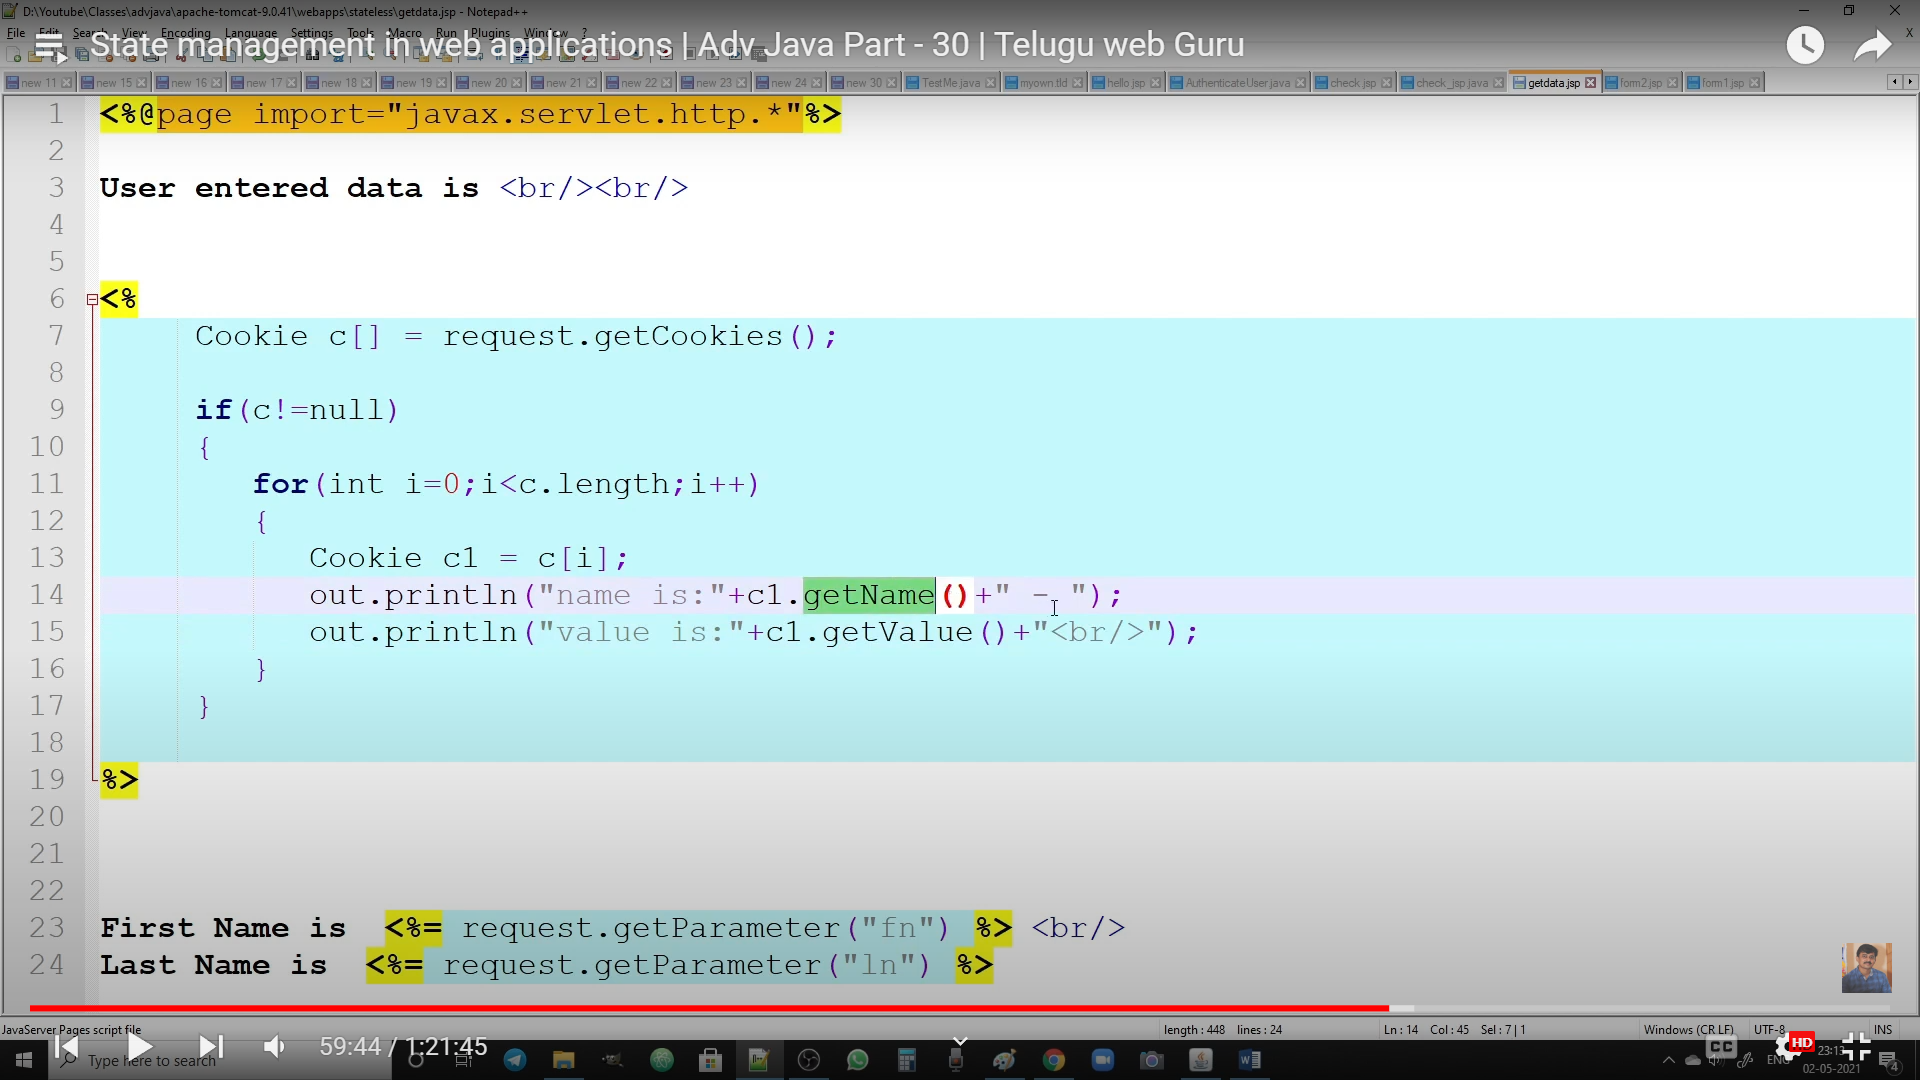 D:\Youtube\Classes\advjava\apache-tomcat-9.0.41\webapps\stateless\getdata.jsp - Notepad++
File Edit Search View Encoding Language Settings Tools Macro Run Plugins Window ?
State management in web applications | Adv Java Part - 30 | Telugu web Guru
new 11 new 15 new 16 new 17 new 18 new 19 new 20 new 21 new 22 new 23 new 24 new 30 TestMe.java myown.tld hello.jsp AuthenticateUser.java check.jsp check_jsp.java getdata.jsp form2.jsp form1.jsp
1 <%@page import="javax.servlet.http.*"%>
2
3 User entered data is <br/><br/>
4
5
6 <%
7 Cookie c[] = request.getCookies();
8
9 if(c!=null)
10 {
11 for(int i=0;i<c.length;i++)
12 {
13 Cookie c1 = c[i];
14 out.println("name is:"+c1.getName()+" - ");
15 out.println("value is:"+c1.getValue()+"<br/>");
16 }
17 }
18
19 %>
20
21
22
23 First Name is <%= request.getParameter("fn") %> <br/>
24 Last Name is <%= request.getParameter("ln") %>
JavaServer Pages script file length : 448 lines : 24 Ln : 14 Col : 45 Sel : 7 | 1 Windows (CR LF) UTF-8 INS
59:44 / 1:21:45 CC HD
Type here to search ENG 23:13
02-05-2021 4